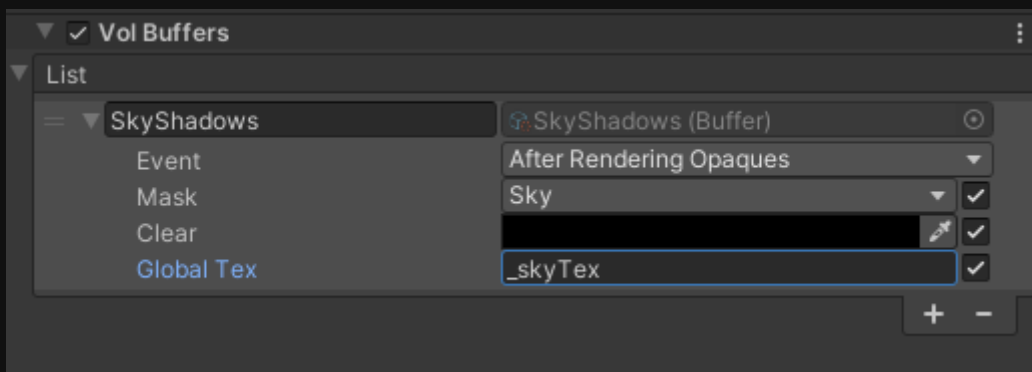 Vol Buffers
List
SkyShadows SkyShadows (Buffer)
Event After Rendering Opaques
Mask Sky
Clear
Global Tex _skyTex
+ -